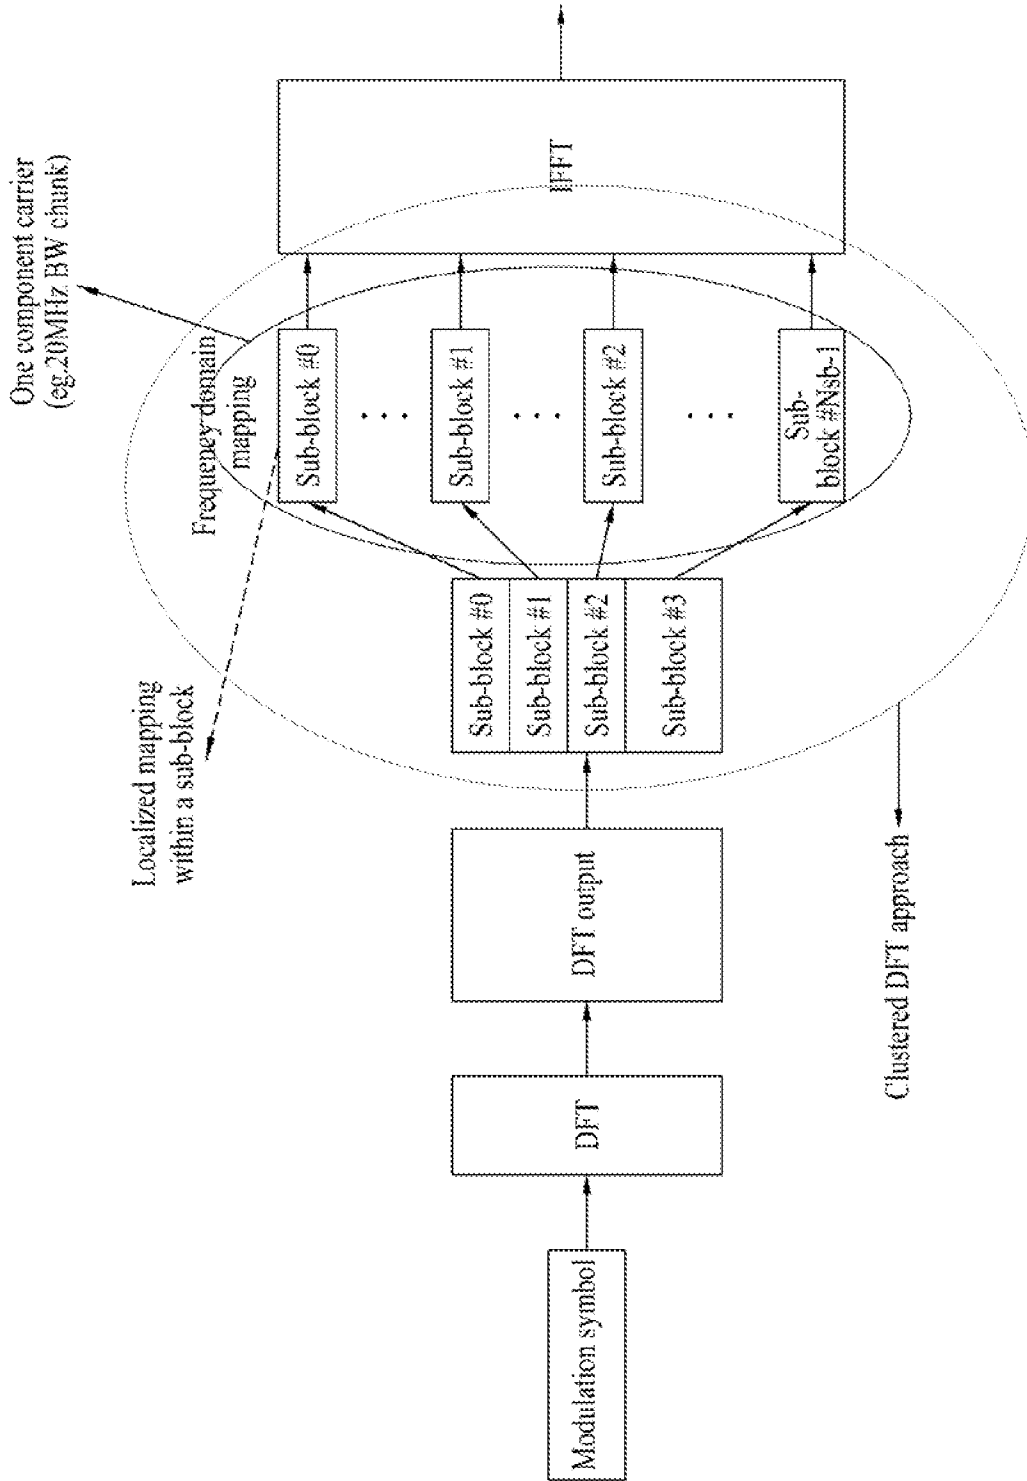 One component carrier
(eg.20MHz BW chunk)
Frequeney domain
mapping
Localized mapping
within a sub-block
Modulation symbol
DFT
DFT output
Sub-block #0
Sub-block #1
Sub-block #2
Sub-block #3
Sub-block #0
Sub-block #1
Sub-block #2
Sub-
block #Nsb-1
IFFT
Clustered DFT approach